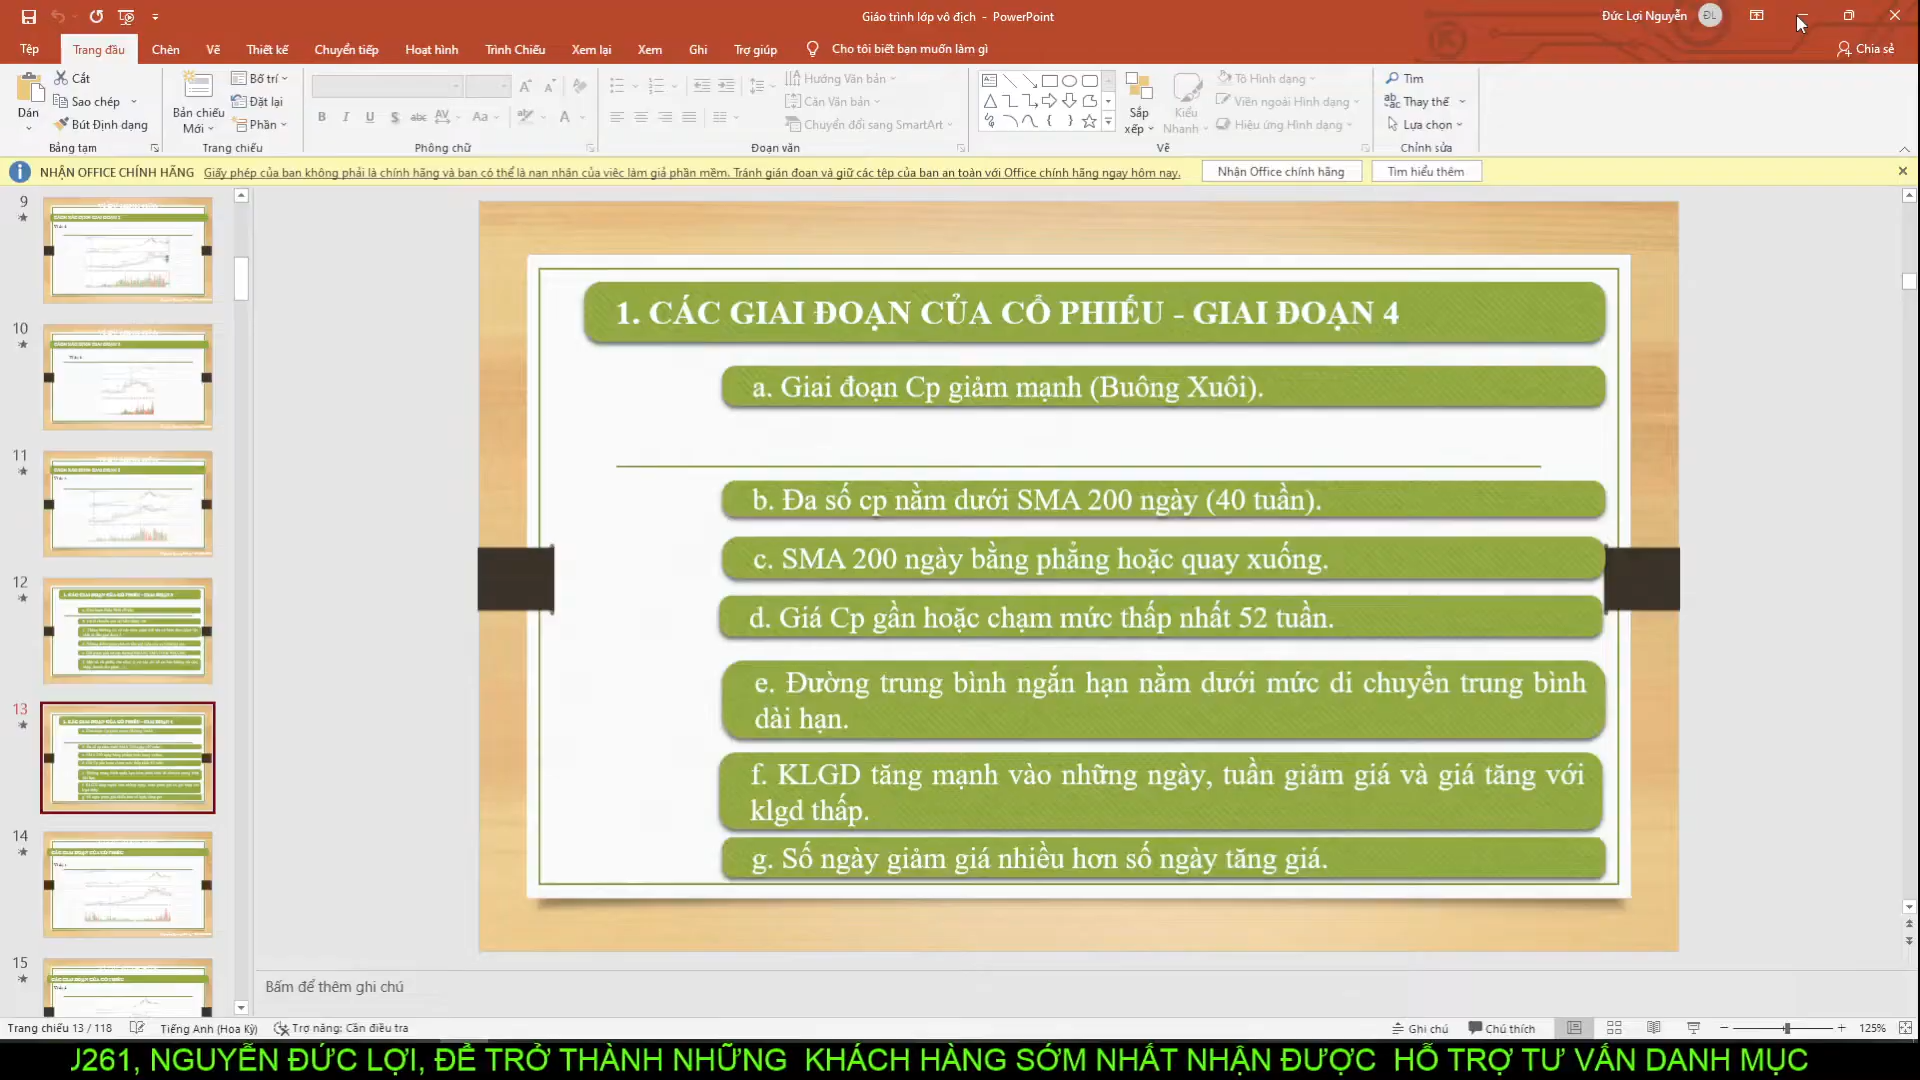 Giáo trình lớp vô địch - PowerPoint
Đức Lợi Nguyễn
ĐL
Tệp
Trang đầu
Chèn
Vẽ
Thiết kế
Chuyển tiếp
Hoạt hình
Trình Chiếu
Xem lại
Xem
Ghi
Trợ giúp
Cho tôi biết bạn muốn làm gì
Chia sẻ
Dán
Cắt
Sao chép
Bút Định dạng
Bảng tạm
Bản chiếu
Mới
Bố trí
Đặt lại
Phần
Trang chiếu
Phông chữ
Hướng Văn bản
Căn Văn bản
Chuyển đổi sang SmartArt
Đoạn văn
Sắp
xếp
Kiểu
Nhanh
Tô Hình dạng
Viền ngoài Hình dạng
Hiệu ứng Hình dạng
Vẽ
Tìm
Thay thế
Lựa chọn
Chỉnh sửa
NHẬN OFFICE CHÍNH HÃNG
Giấy phép của bạn không phải là chính hãng và bạn có thể là nạn nhân của việc làm giả phần mềm. Tránh gián đoạn và giữ các tệp của bạn an toàn với Office chính hãng ngay hôm nay.
Nhận Office chính hãng
Tìm hiểu thêm
9
10
11
12
13
14
15
1. CÁC GIAI ĐOẠN CỦA CỔ PHIẾU - GIAI ĐOẠN 4
a. Giai đoạn Cp giảm mạnh (Buông Xuôi).
b. Đa số cp nằm dưới SMA 200 ngày (40 tuần).
c. SMA 200 ngày bằng phẳng hoặc quay xuống.
d. Giá Cp gần hoặc chạm mức thấp nhất 52 tuần.
e. Đường trung bình ngắn hạn nằm dưới mức di chuyển trung bình
dài hạn.
f. KLGD tăng mạnh vào những ngày, tuần giảm giá và giá tăng với
klgd thấp.
g. Số ngày giảm giá nhiều hơn số ngày tăng giá.
Bấm để thêm ghi chú
Trang chiếu 13 / 118
Tiếng Anh (Hoa Kỳ)
Trợ năng: Cần điều tra
Ghi chú
Chú thích
125%
J261, NGUYỄN ĐỨC LỢI, ĐỂ TRỞ THÀNH NHỮNG KHÁCH HÀNG SỚM NHẤT NHẬN ĐƯỢC HỖ TRỢ TƯ VẤN DANH MỤC